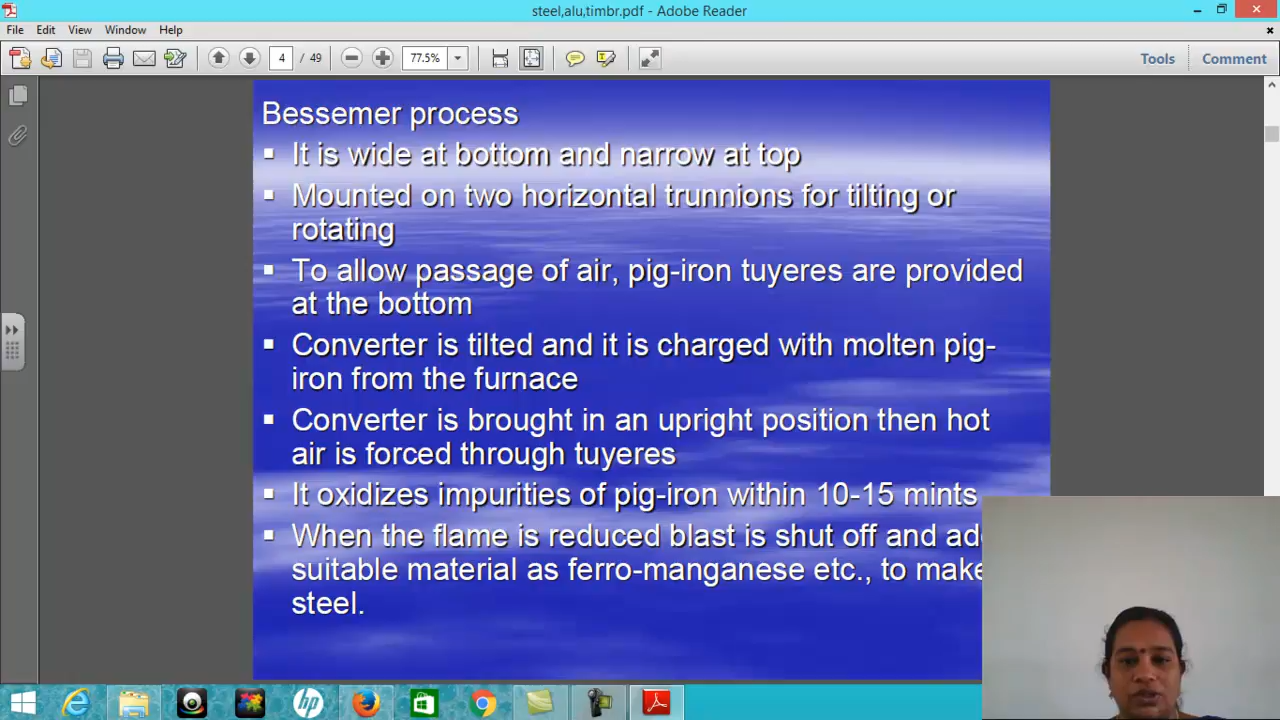 steel,alu,timbr.pdf - Adobe Reader
File Edit View Window Help
4 / 49 77.5% Tools Comment
Bessemer process
▪ It is wide at bottom and narrow at top
▪ Mounted on two horizontal trunnions for tilting or
rotating
▪ To allow passage of air, pig-iron tuyeres are provided
at the bottom
▪ Converter is tilted and it is charged with molten pig-
iron from the furnace
▪ Converter is brought in an upright position then hot
air is forced through tuyeres
▪ It oxidizes impurities of pig-iron within 10-15 mints
▪ When the flame is reduced blast is shut off and add
suitable material as ferro-manganese etc., to make
steel.
hp